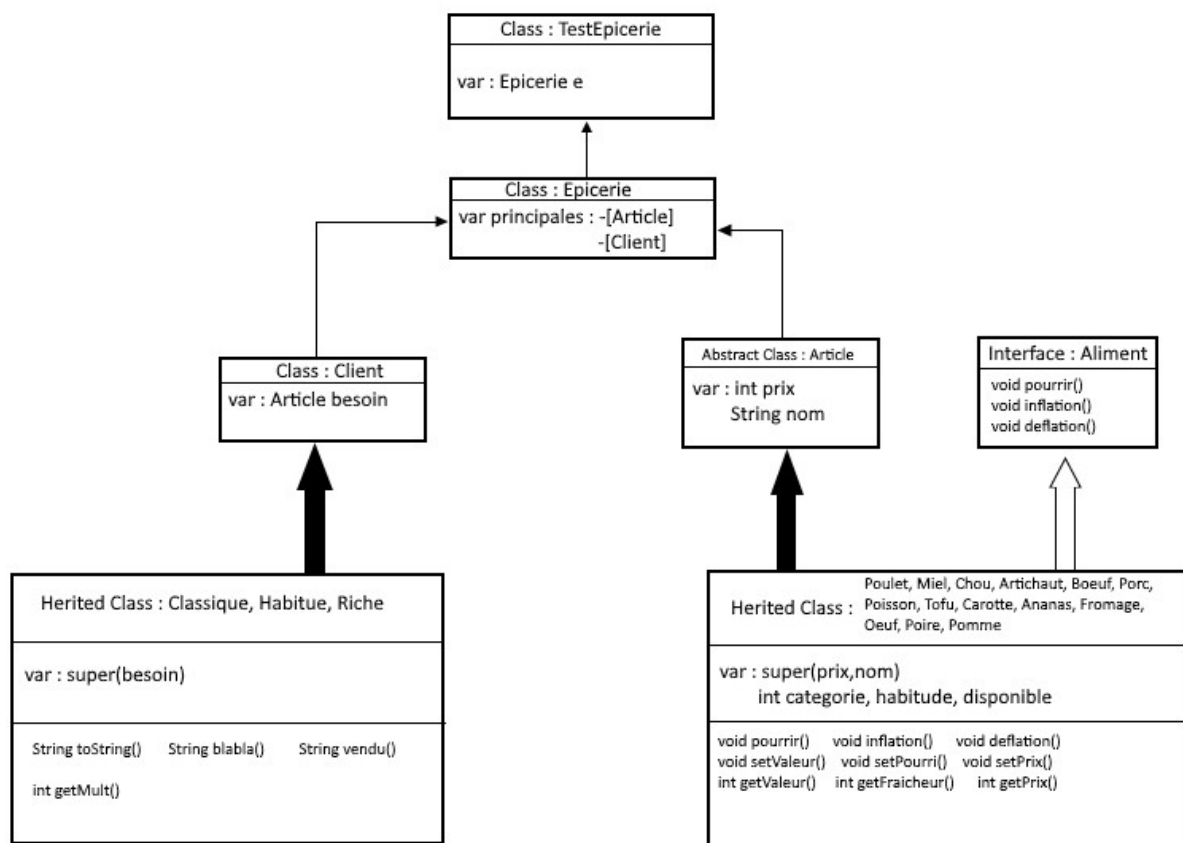 Class : TestEpicerie
var : Epicerie e
Class : Epicerie
var principales : -[Article]
-[Client]
Class : Client
var : Article besoin
Abstract Class : Article
var : int prix
String nom
Interface : Aliment
void pourrir()
void inflation()
void deflation()
Herited Class : Classique, Habitue, Riche
var : super(besoin)
String toString() String blabla() String vendu()
int getMult()
Herited Class :
Poulet, Miel, Chou, Artichaut, Boeuf, Porc,
Poisson, Tofu, Carotte, Ananas, Fromage,
Oeuf, Poire, Pomme
var : super(prix,nom)
int categorie, habitude, disponible
void pourrir() void inflation() void deflation()
void setValeur() void setPourri() void setPrix()
int getValeur() int getFraicheur() int getPrix()